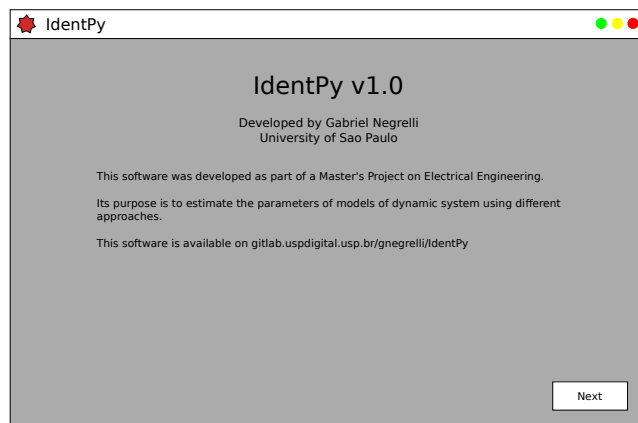 IdentPy
IdentPy v1.0
Developed by Gabriel Negrelli
University of Sao Paulo
This software was developed as part of a Master's Project on Electrical Engineering.
Its purpose is to estimate the parameters of models of dynamic system using different
approaches.
This software is available on gitlab.uspdigital.usp.br/gnegrelli/IdentPy
Next